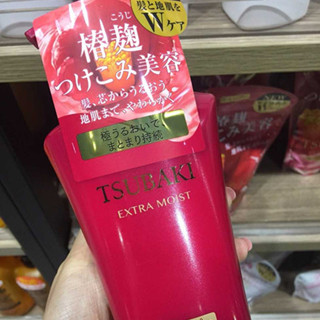 髪と地肌を
Wケア
こうじ
椿麹
つけこみ美容
髪、芯からうるおう
地肌まで、やわらかく
極うるおいで
まとまり持続
TSUBAKI
EXTRA MOIST